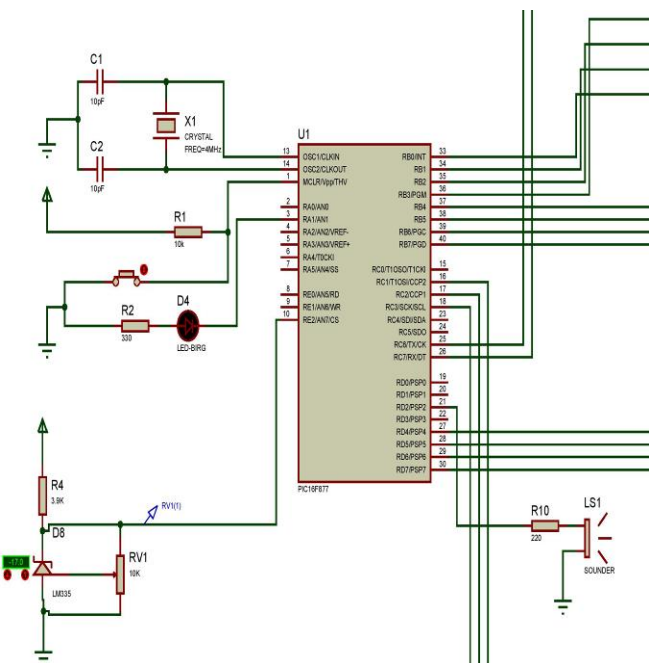 C1
10pF
X1
CRYSTAL
FREQ=4MHz
C2
10pF
R1
10k
R2
330
D4
LED-BIRG
U1
13
OSC1/CLKIN
14
OSC2/CLKOUT
1
MCLR/Vpp/THV
2
RA0/AN0
3
RA1/AN1
4
RA2/AN2/VREF-
5
RA3/AN3/VREF+
6
RA4/T0CKI
7
RA5/AN4/SS
8
RE0/AN5/RD
9
RE1/AN6/WR
10
RE2/AN7/CS
RB0/INT
33
RB1
34
RB2
35
RB3/PGM
36
RB4
37
RB5
38
RB6/PGC
39
RB7/PGD
40
RC0/T1OSO/T1CKI
15
RC1/T1OSI/CCP2
16
RC2/CCP1
17
RC3/SCK/SCL
18
RC4/SDI/SDA
23
RC5/SDO
24
RC6/TX/CK
25
RC7/RX/DT
26
RD0/PSP0
19
RD1/PSP1
20
RD2/PSP2
21
RD3/PSP3
22
RD4/PSP4
27
RD5/PSP5
28
RD6/PSP6
29
RD7/PSP7
30
PIC16F877
R4
3.9K
RV1(1)
D8
-17.0
LM335
RV1
10K
R10
220
LS1
SOUNDER